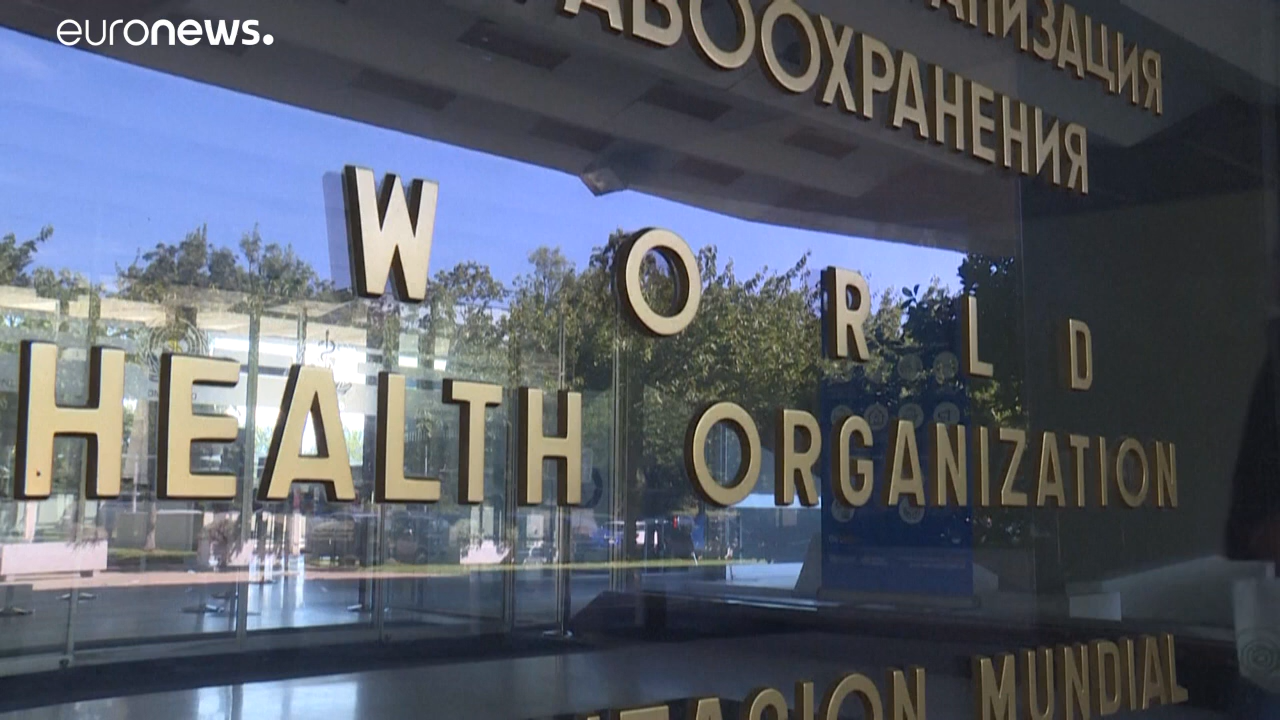 euronews.
ЗДРАВООХРАНЕНИЯ
WORLD
HEALTH ORGANIZATION
MUNDIAL